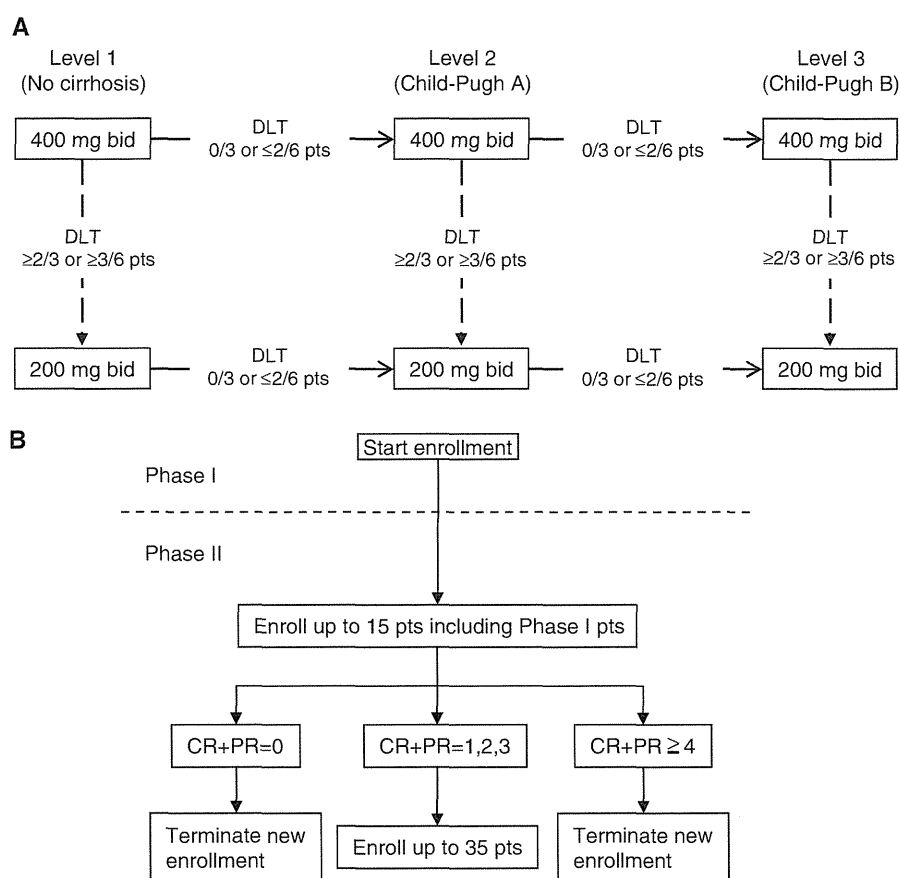 A
Level 1
(No cirrhosis)
Level 2
(Child-Pugh A)
Level 3
(Child-Pugh B)
400 mg bid
DLT
0/3 or ≤2/6 pts
400 mg bid
DLT
0/3 or ≤2/6 pts
400 mg bid
DLT
≥2/3 or ≥3/6 pts
DLT
≥2/3 or ≥3/6 pts
DLT
≥2/3 or ≥3/6 pts
200 mg bid
DLT
0/3 or ≤2/6 pts
200 mg bid
DLT
0/3 or ≤2/6 pts
200 mg bid
B
Start enrollment
Phase I
Phase II
Enroll up to 15 pts including Phase I pts
CR+PR=0
CR+PR=1,2,3
CR+PR ≧ 4
Terminate new
enrollment
Enroll up to 35 pts
Terminate new
enrollment